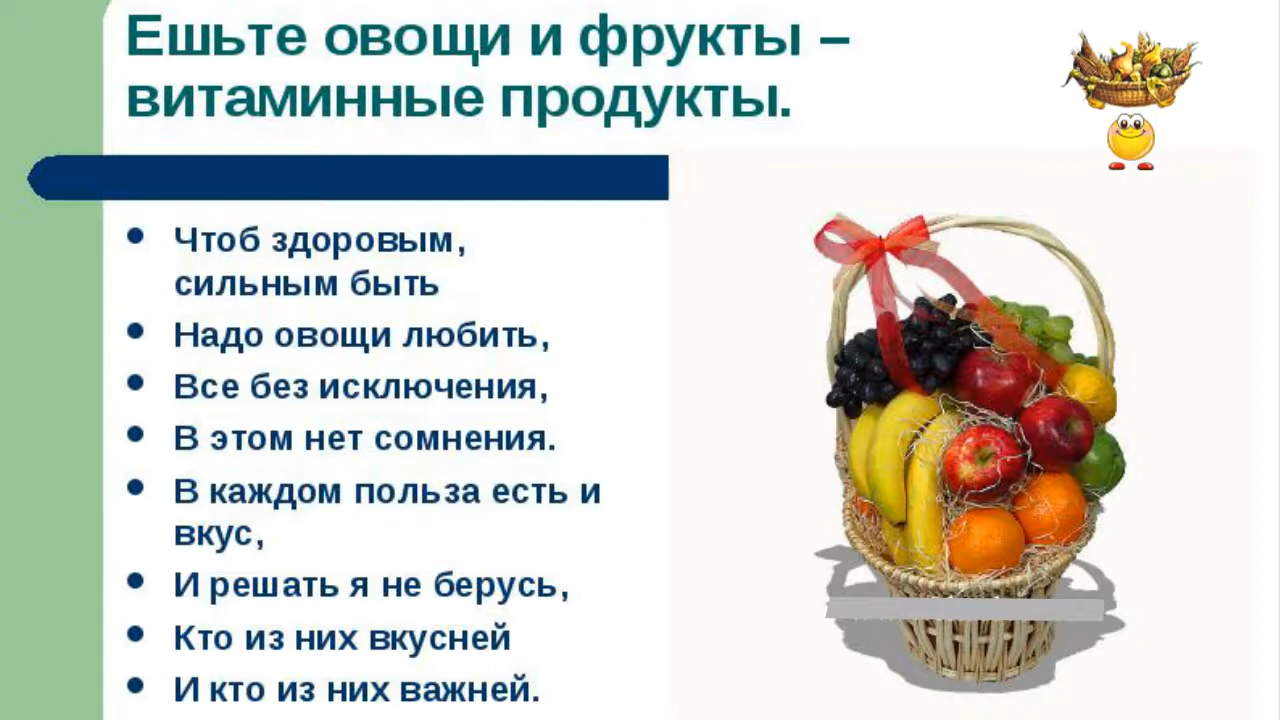 Ешьте овощи и фрукты –
витаминные продукты.
Чтоб здоровым,
сильным быть
Надо овощи любить,
Все без исключения,
В этом нет сомнения.
В каждом польза есть и
вкус,
И решать я не берусь,
Кто из них вкусней
И кто из них важней.